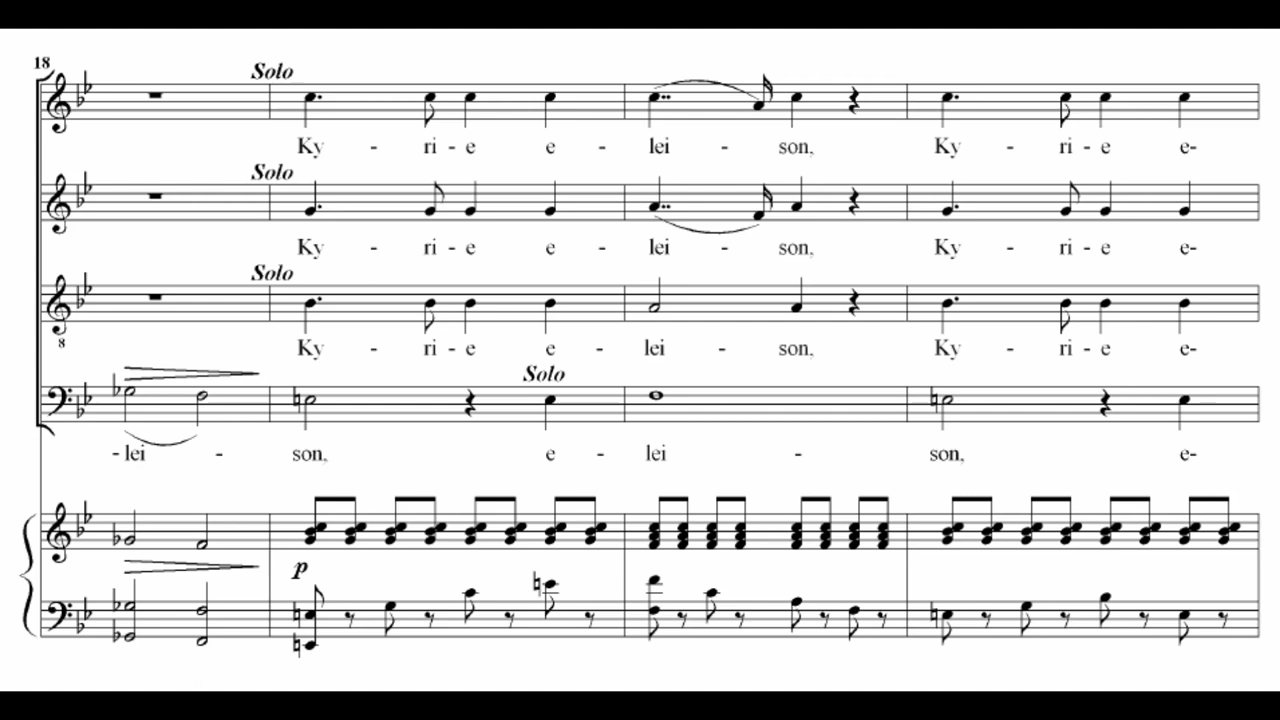 18
Solo
Ky - ri - e e - lei - son, Ky - ri - e e-
Solo
Ky - ri - e e - lei - son, Ky - ri - e e-
Solo
8
Ky - ri - e e - lei - son, Ky - ri - e e-
Solo
- lei - son, e - lei - son, e-
p